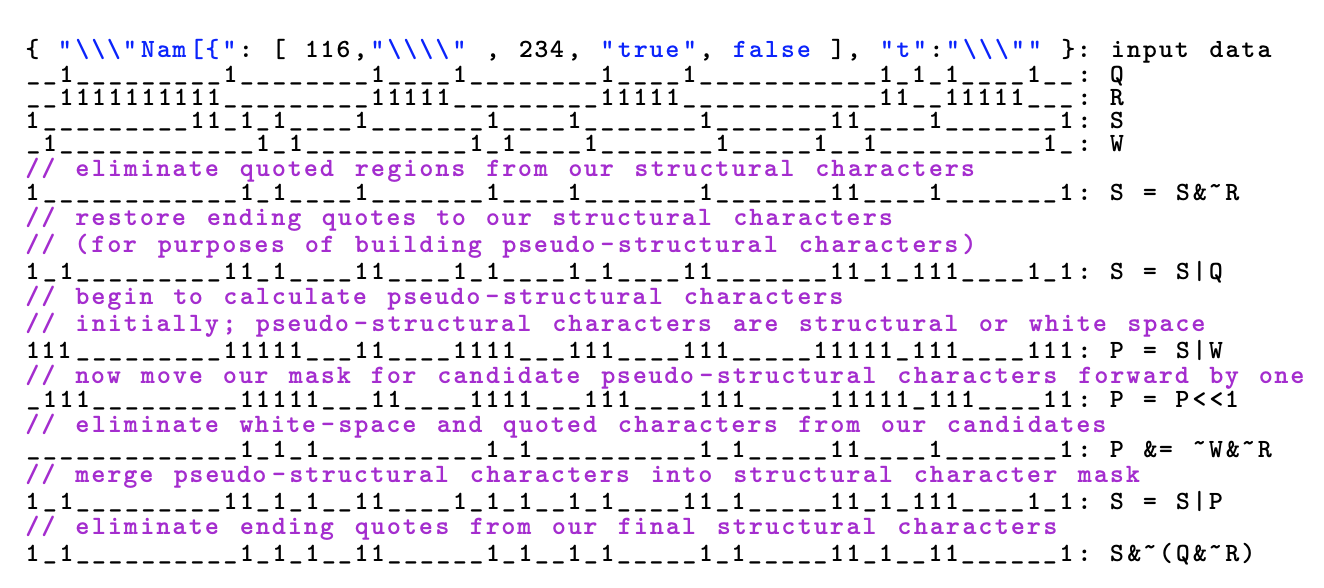 { "\\\"Nam[{": [ 116,"\\\\" , 234, "true", false ], "t":"\\\"" }: input data
__1_________1________1____1________1____1___________1_1_1____1__: Q
__1111111111_________11111_________11111____________11__11111___: R
1_________11_1_1____1_______1____1_______1_______11____1_______1: S
_1____________1_1__________1_1____1_______1_____1__1__________1_: W
// eliminate quoted regions from our structural characters
1____________1_1____1_______1____1_______1_______11____1_______1: S = S&~R
// restore ending quotes to our structural characters
// (for purposes of building pseudo-structural characters)
1_1_________11_1____11____1_1____1_1____11_______11_1_111____1_1: S = S|Q
// begin to calculate pseudo-structural characters
// initially; pseudo-structural characters are structural or white space
111_________11111___11____1111___111____111_____11111_111____111: P = S|W
// now move our mask for candidate pseudo-structural characters forward by one
_111_________11111___11____1111___111____111_____11111_111____11: P = P<<1
// eliminate white-space and quoted characters from our candidates
_____________1_1_1__________1_1__________1_1_____11____1_______1: P &= ~W&~R
// merge pseudo-structural characters into structural character mask
1_1_________11_1_1__11____1_1_1__1_1____11_1_____11_1_111____1_1: S = S|P
// eliminate ending quotes from our final structural characters
1_1__________1_1_1__11______1_1__1_1_____1_1_____11_1__11______1: S&~(Q&~R)